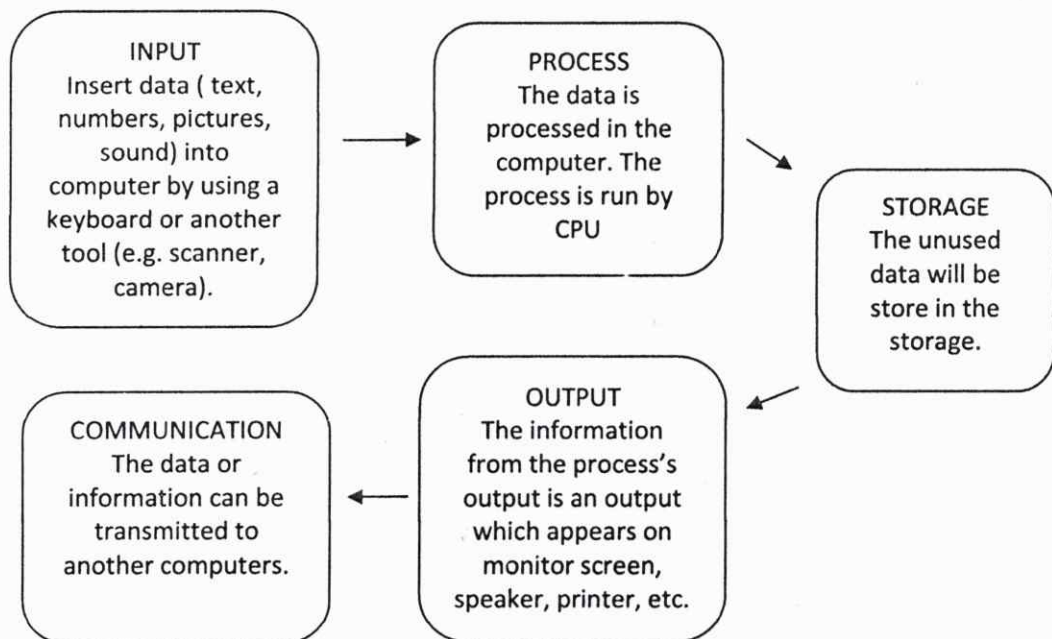 INPUT
Insert data ( text,
numbers, pictures,
sound) into
computer by using a
keyboard or another
tool (e.g. scanner,
camera).
PROCESS
The data is
processed in the
computer. The
process is run by
CPU
STORAGE
The unused
data will be
store in the
storage.
OUTPUT
The information
from the process's
output is an output
which appears on
monitor screen,
speaker, printer, etc.
COMMUNICATION
The data or
information can be
transmitted to
another computers.